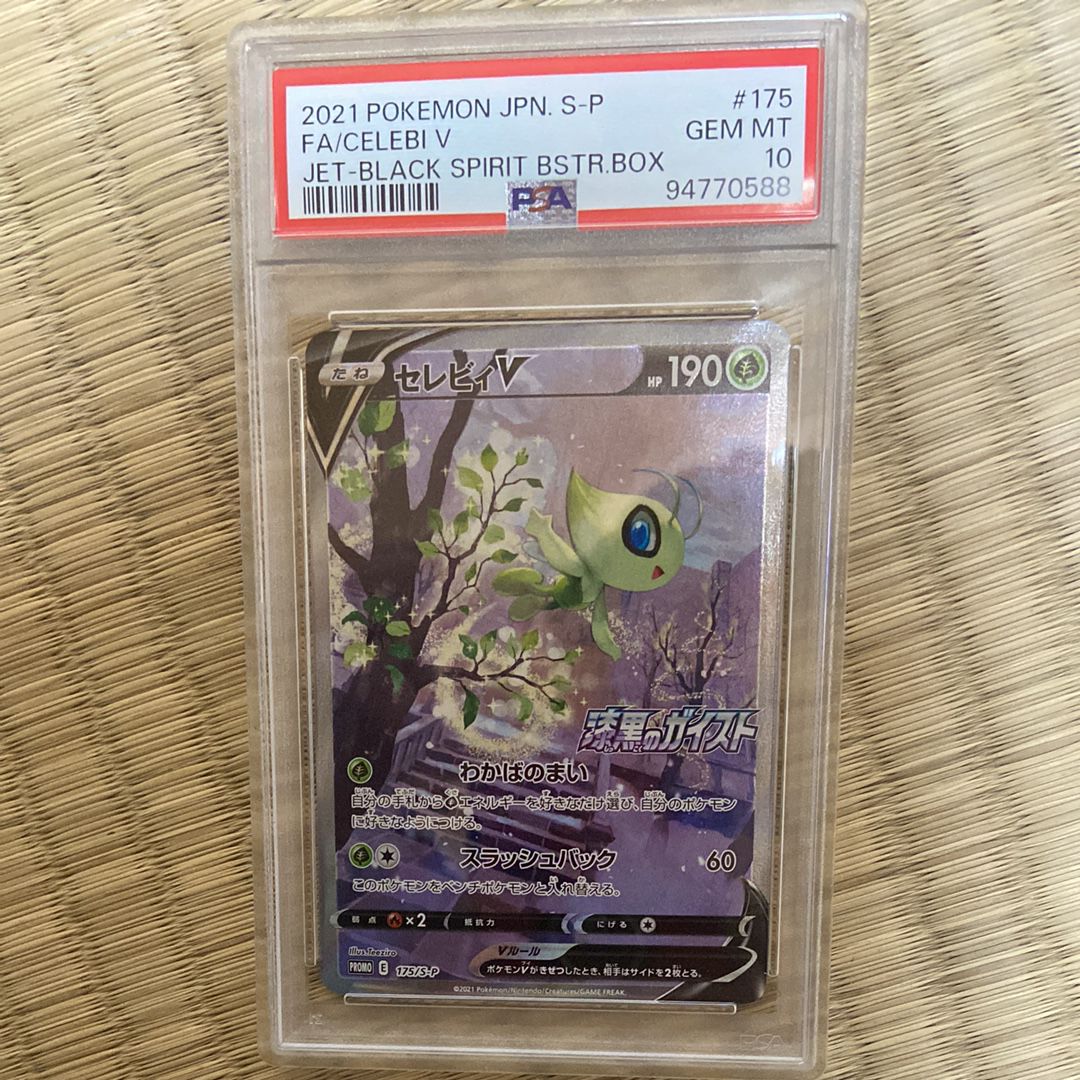 2021 POKEMON JPN. S-P #175
FA/CELEBI V GEM MT
JET-BLACK SPIRIT BSTR.BOX 10
PSA 94770588
たね セレビィV HP 190
漆黒のガイスト
わかばのまい
自分の手札からエネルギーを好きなだけ選び、自分のポケモン
に好きなようにつける。
スラッシュバック 60
このポケモンをベンチポケモンと入れ替える。
弱点 ×2 抵抗力 にげる
Illus.Teeziro
Vルール
PROMO E 175/S-P ポケモンVがきぜつしたとき、相手はサイドを2枚とる。
©2021 Pokémon/Nintendo/Creatures/GAME FREAK.
PSA